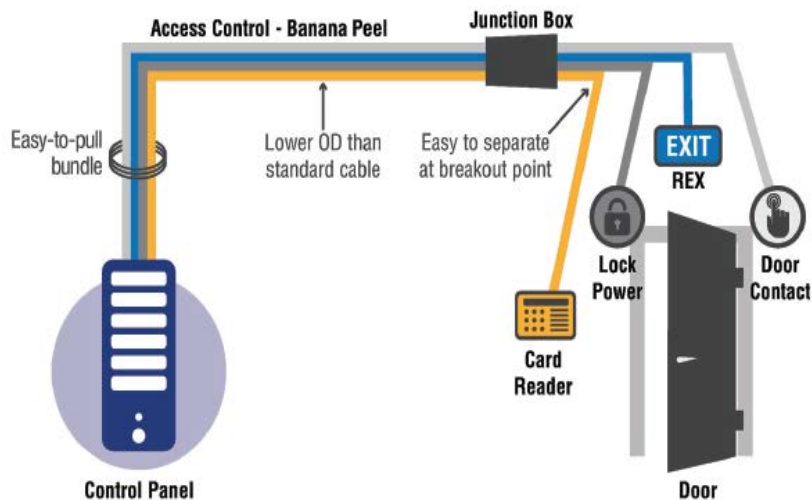 Access Control - Banana Peel
Junction Box
Easy-to-pull
bundle
Lower OD than
standard cable
Easy to separate
at breakout point
EXIT
REX
Lock
Power
Door
Contact
Card
Reader
Control Panel
Door